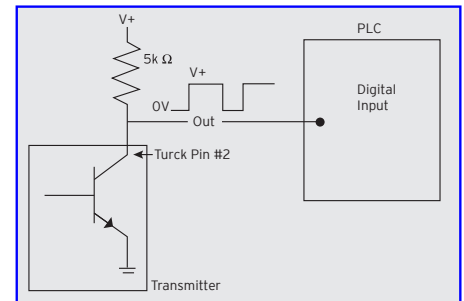 V+
PLC
5k Ω
V+
Digital
Input
0V
Out
Turck Pin #2
Transmitter